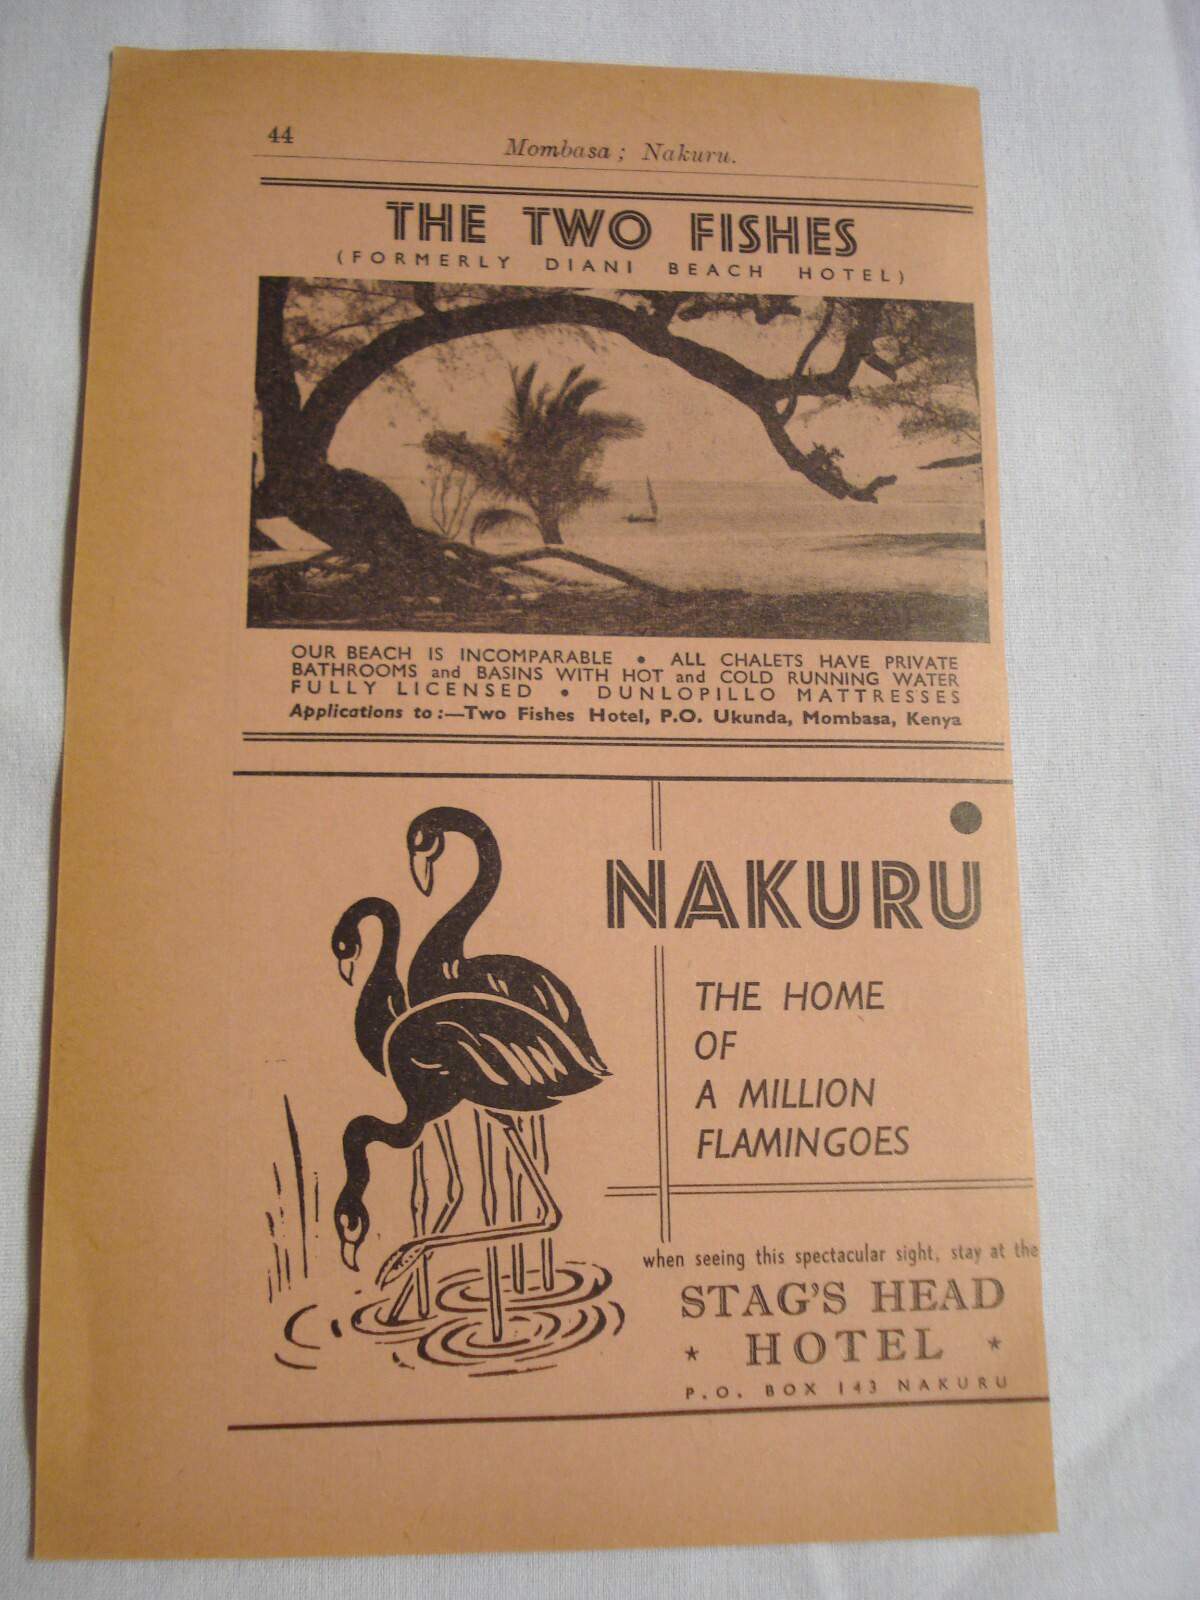 44
Mombasa ; Nakuru.
THE TWO FISHES
(FORMERLY DIANI BEACH HOTEL)
OUR BEACH IS INCOMPARABLE • ALL CHALETS HAVE PRIVATE
BATHROOMS and BASINS WITH HOT and COLD RUNNING WATER
FULLY LICENSED • DUNLOPILLO MATTRESSES
Applications to :—Two Fishes Hotel, P.O. Ukunda, Mombasa, Kenya
NAKURU
THE HOME
OF
A MILLION
FLAMINGOES
when seeing this spectacular sight, stay at the
STAG'S HEAD
* HOTEL *
P.O. BOX 143 NAKURU